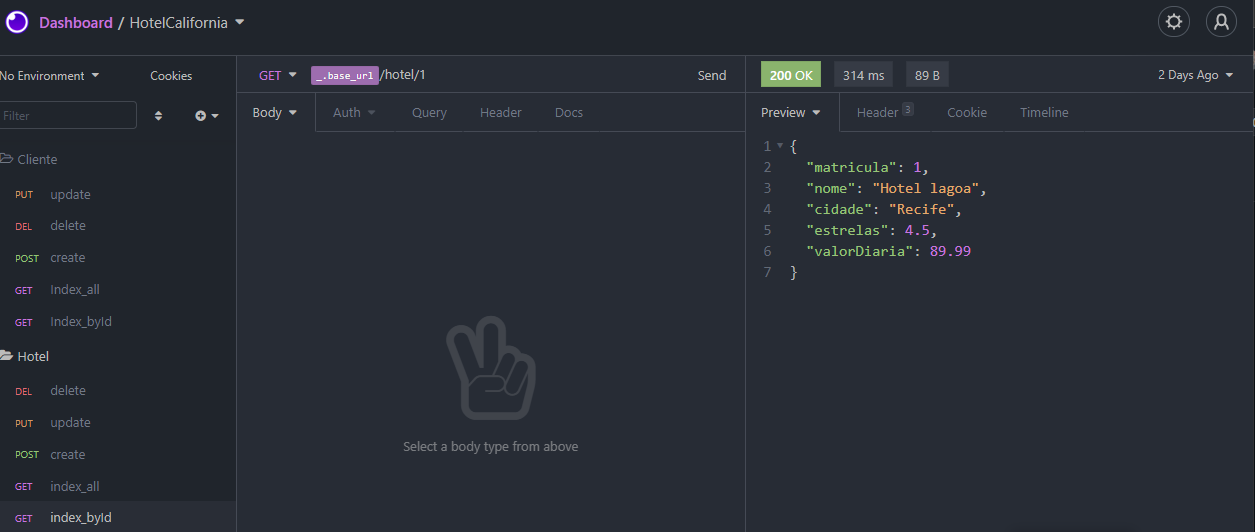 Dashboard / HotelCalifornia
No Environment
Cookies
Filter
Cliente
PUT update
DEL delete
POST create
GET Index_all
GET Index_byId
Hotel
DEL delete
PUT update
POST create
GET index_all
GET index_byId
GET _.base_url/hotel/1 Send
Body Auth Query Header Docs
Select a body type from above
200 OK 314 ms 89 B 2 Days Ago
Preview Header 3 Cookie Timeline
1 {
2 "matricula": 1,
3 "nome": "Hotel lagoa",
4 "cidade": "Recife",
5 "estrelas": 4.5,
6 "valorDiaria": 89.99
7 }